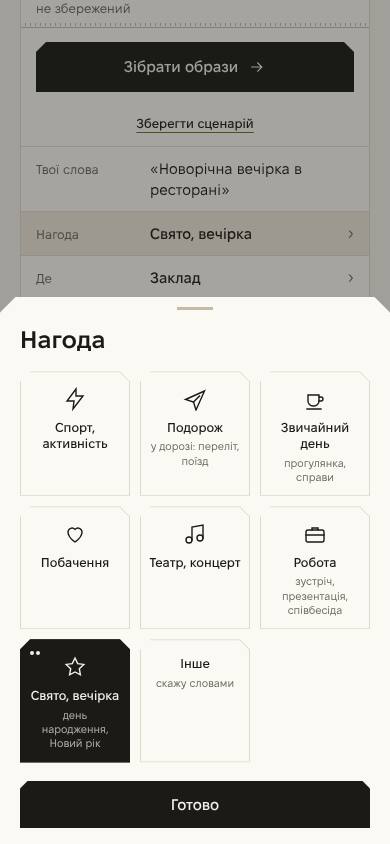 не збережений
Зібрати образи →
Зберегти сценарій
Твої слова
«Новорічна вечірка в
ресторані»
Нагода
Свято, вечірка
Де
Заклад
Нагода
Спорт,
активність
Подорож
у дорозі: переліт,
поїзд
Звичайний
день
прогулянка,
справи
Побачення
Театр, концерт
Робота
зустріч,
презентація,
співбесіда
Свято, вечірка
день
народження,
Новий рік
Інше
скажу словами
Готово